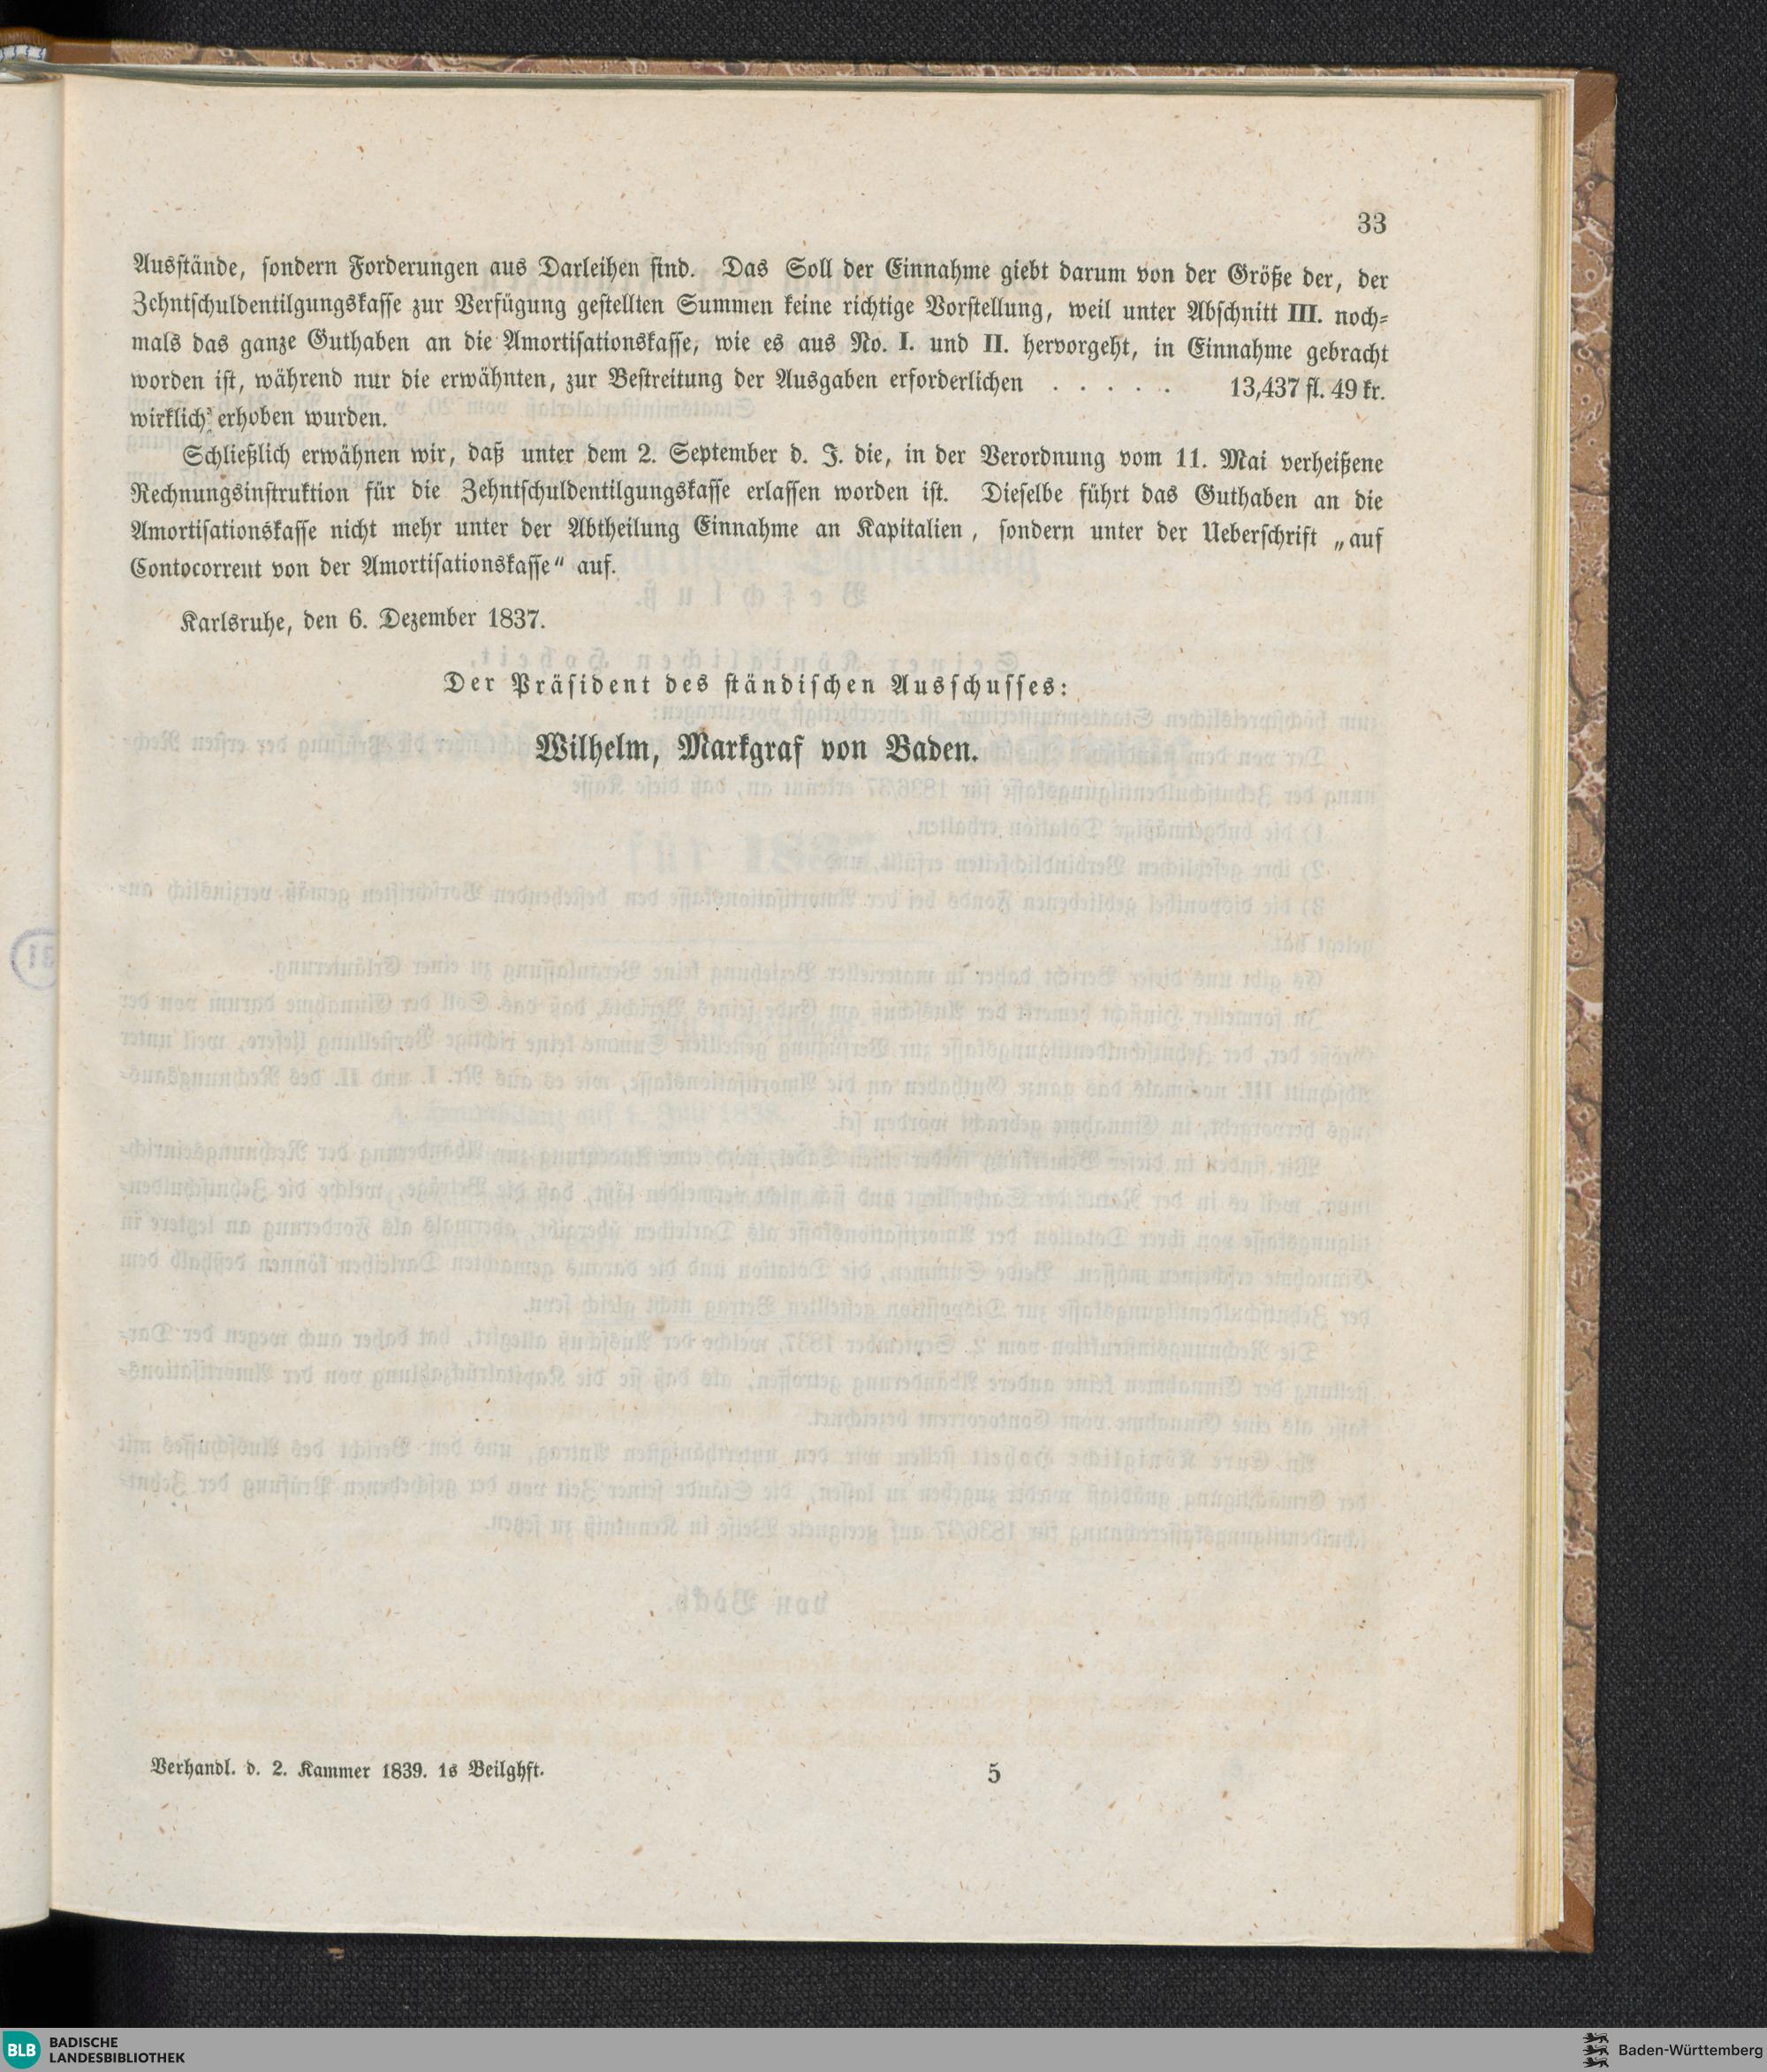 33
Ausstände, sondern Forderungen aus Darleihen sind. Das Soll der Einnahme giebt darum von der Größe der, der
Zehntschuldentilgungskasse zur Verfügung gestellten Summen keine richtige Vorstellung, weil unter Abschnitt III. noch-
mals das ganze Guthaben an die Amortisationskasse, wie es aus No. I. und II. hervorgeht, in Einnahme gebracht
worden ist, während nur die erwähnten, zur Bestreitung der Ausgaben erforderlichen . . . . . 13,437 fl. 49 kr.
wirklich erhoben wurden.
Schließlich erwähnen wir, daß unter dem 2. September d. J. die, in der Verordnung vom 11. Mai verheißene
Rechnungsinstruktion für die Zehntschuldentilgungskasse erlassen worden ist. Dieselbe führt das Guthaben an die
Amortisationskasse nicht mehr unter der Abtheilung Einnahme an Kapitalien, sondern unter der Ueberschrift „auf
Contocorrent von der Amortisationskasse“ auf.
Karlsruhe, den 6. Dezember 1837.
Der Präsident des ständischen Ausschusses:
Wilhelm, Markgraf von Baden.
Verhandl. d. 2. Kammer 1839. 1s Beilghft. 5
BLB BADISCHE
LANDESBIBLIOTHEK
Baden-Württemberg